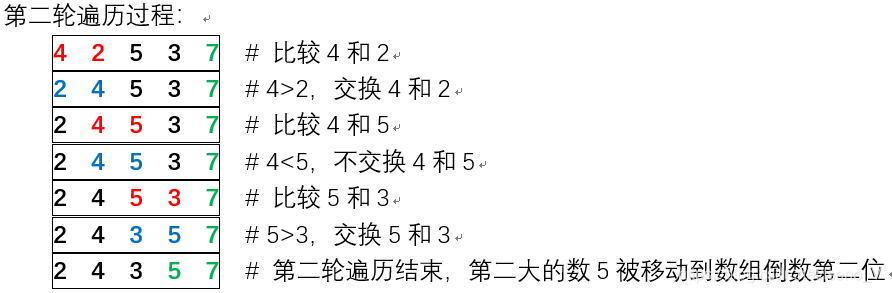 第二轮遍历过程：
4 2 5 3 7 # 比较 4 和 2
2 4 5 3 7 # 4>2，交换 4 和 2
2 4 5 3 7 # 比较 4 和 5
2 4 5 3 7 # 4<5，不交换 4 和 5
2 4 5 3 7 # 比较 5 和 3
2 4 3 5 7 # 5>3，交换 5 和 3
2 4 3 5 7 # 第二轮遍历结束，第二大的数 5 被移动到数组倒数第二位